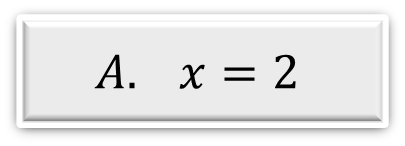 A. x = 2